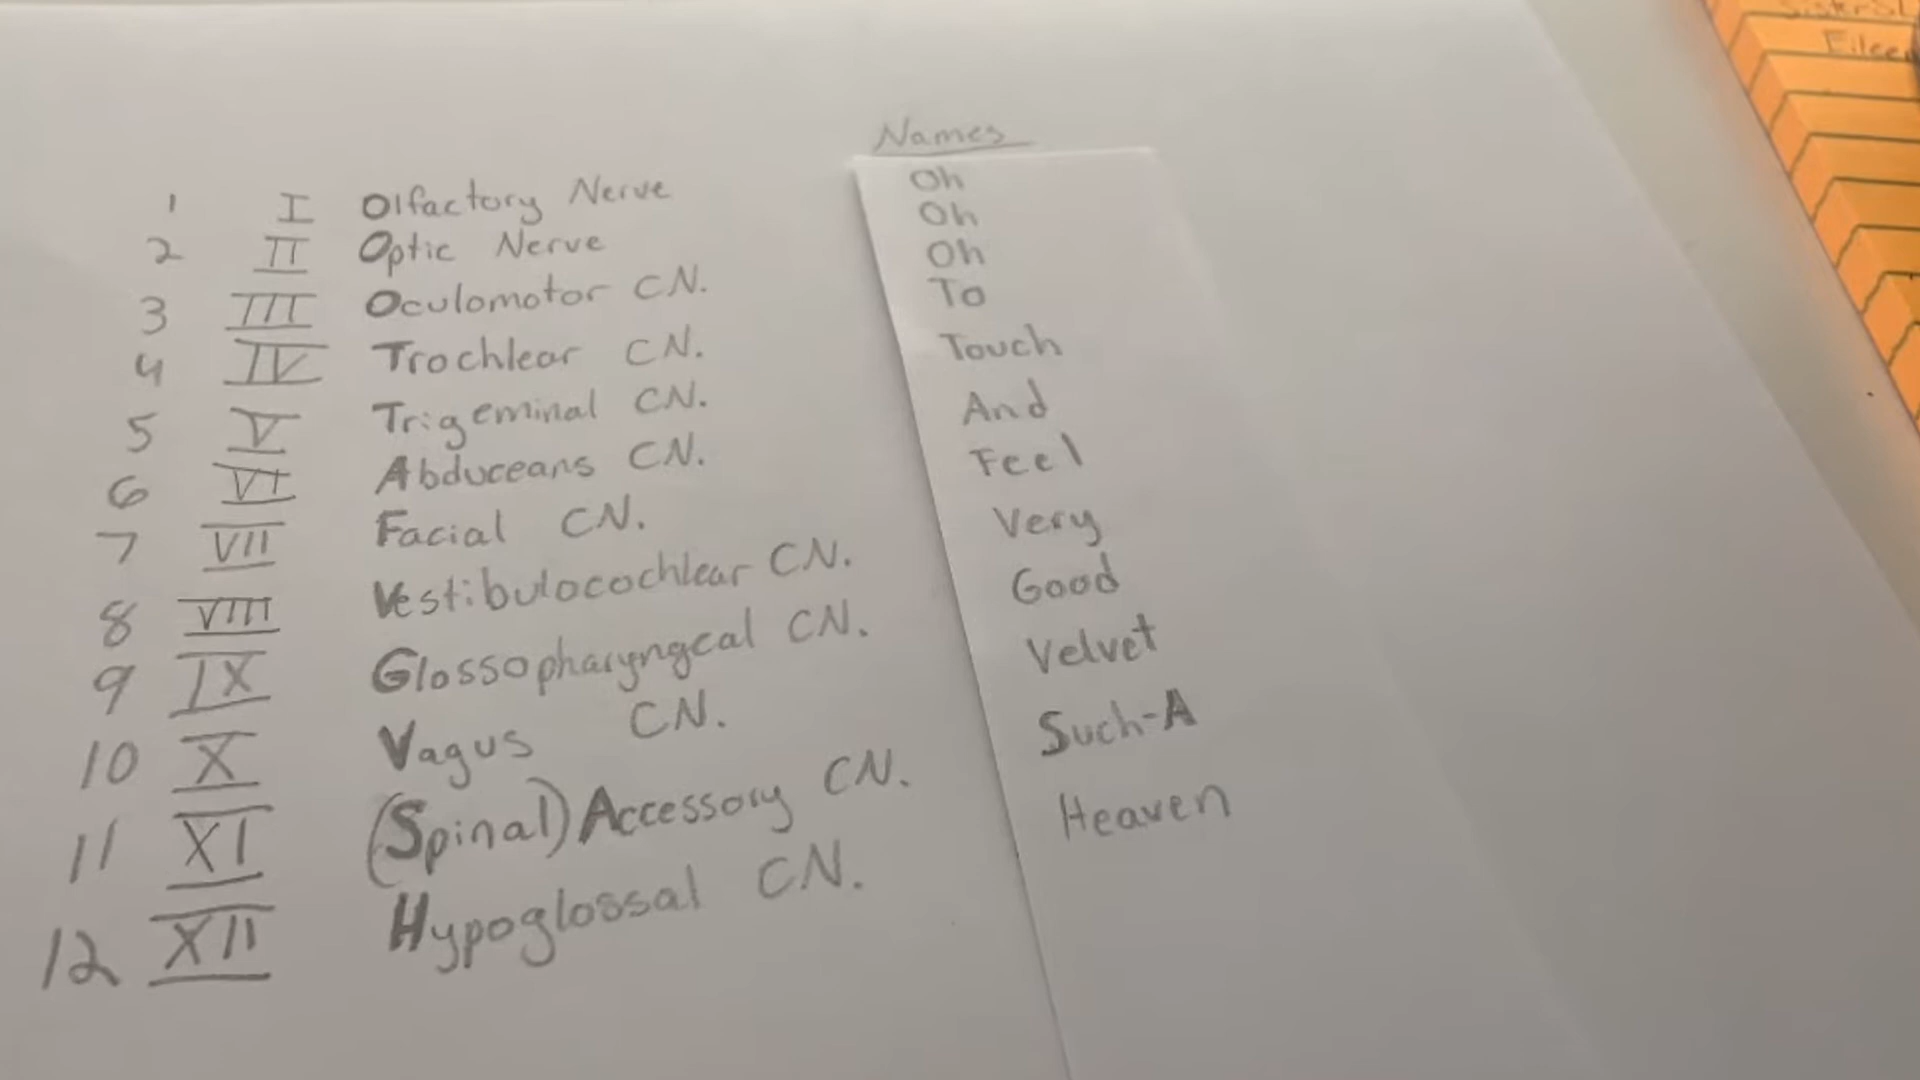 Names
1 I Olfactory Nerve Oh
2 II Optic Nerve Oh
3 III Oculomotor CN. Oh
4 IV Trochlear CN. To
5 V Trigeminal CN. Touch
6 VI Abduceans CN. And
7 VII Facial CN. Feel
8 VIII Vestibulocochlear CN. Very
9 IX Glossopharyngeal CN. Good
10 X Vagus CN. Velvet
11 XI (Spinal) Accessory CN. Such-A
12 XII Hypoglossal CN. Heaven
Eileen